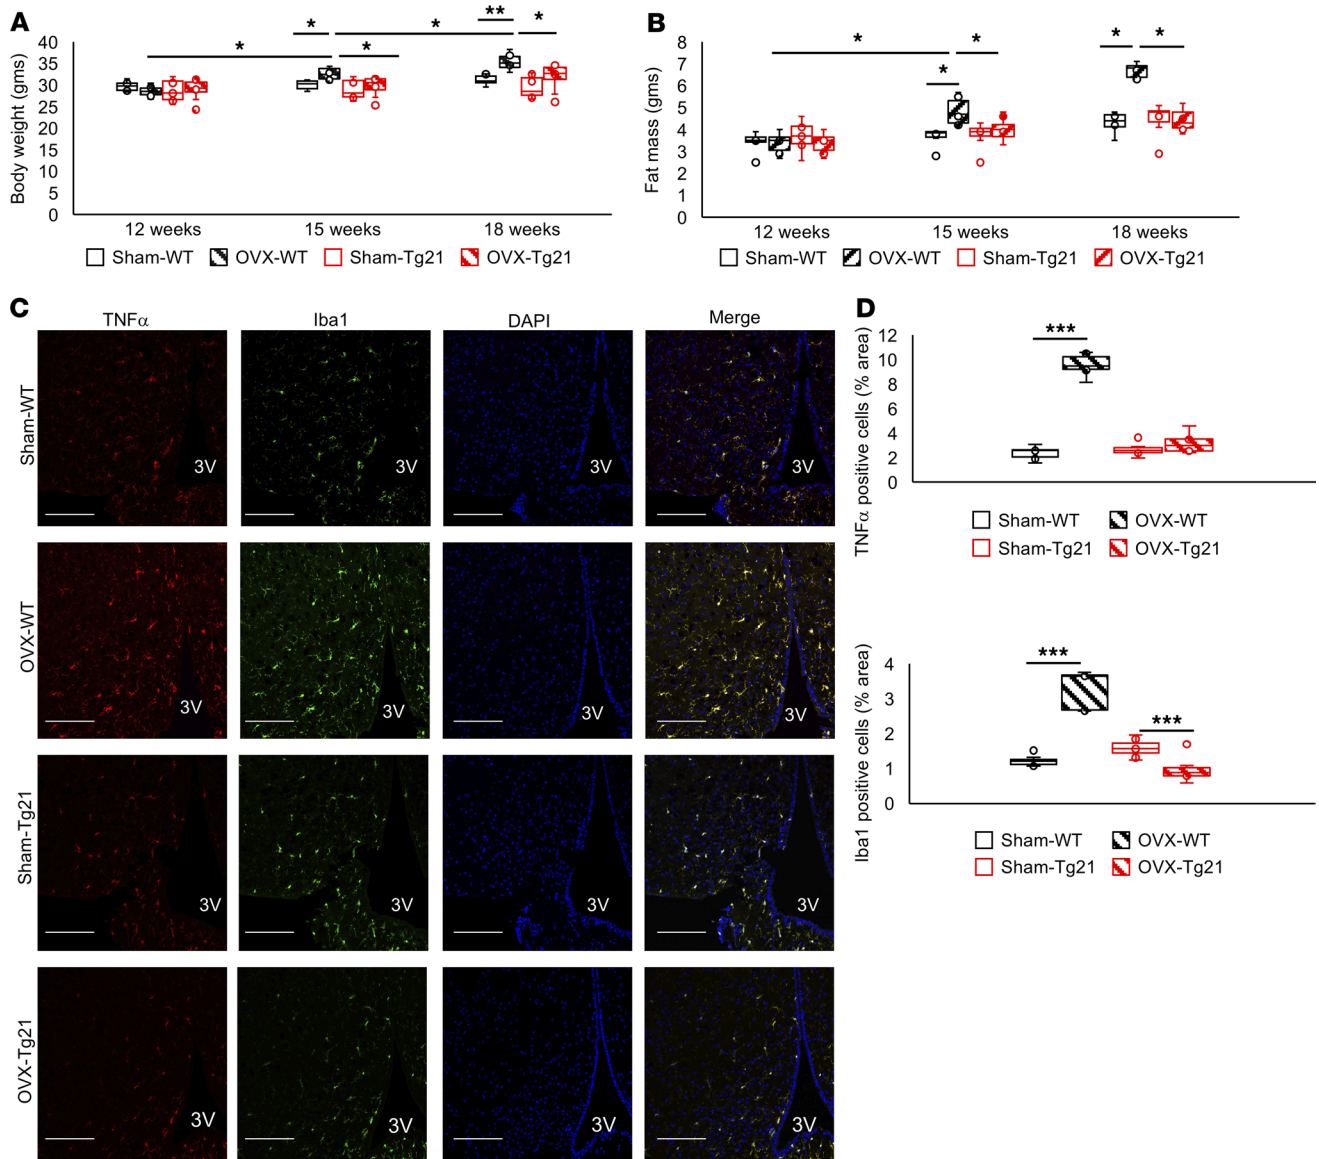 A
Body weight (gms)
40
35
30
25
20
15
10
5
0
*
*
*
*
**
*
12 weeks
15 weeks
18 weeks
Sham-WT
OVX-WT
Sham-Tg21
OVX-Tg21
B
Fat mass (gms)
8
7
6
5
4
3
2
1
0
*
*
*
*
*
12 weeks
15 weeks
18 weeks
Sham-WT
OVX-WT
Sham-Tg21
OVX-Tg21
C
TNFα
Iba1
DAPI
Merge
Sham-WT
3V
3V
3V
3V
OVX-WT
3V
3V
3V
3V
Sham-Tg21
3V
3V
3V
3V
OVX-Tg21
3V
3V
3V
3V
D
TNFα positive cells (% area)
12
10
8
6
4
2
0
***
Sham-WT
OVX-WT
Sham-Tg21
OVX-Tg21
Iba1 positive cells (% area)
4
3
2
1
0
***
***
Sham-WT
OVX-WT
Sham-Tg21
OVX-Tg21